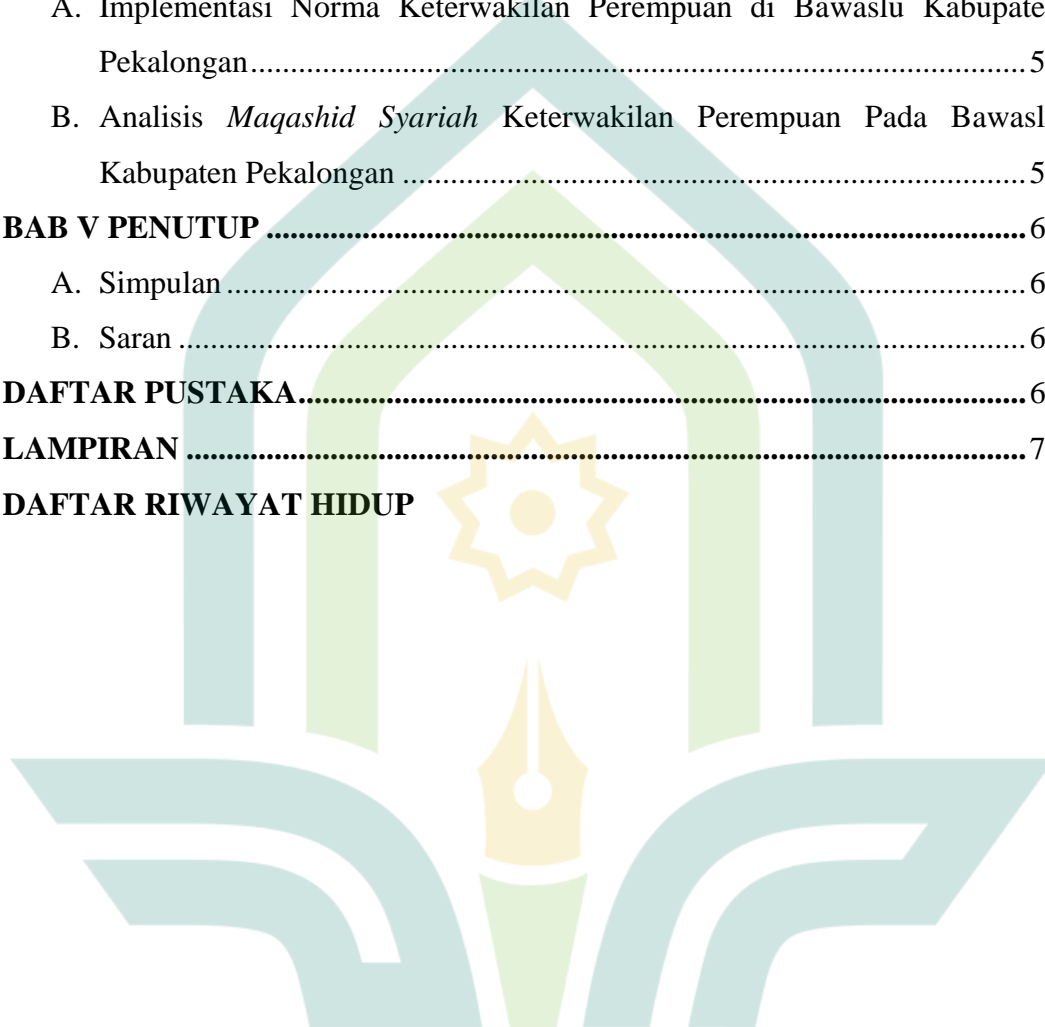 A. Implementasi Norma Keterwakilan Perempuan di Bawaslu Kabupate
Pekalongan....................................................................................5
B. Analisis Maqashid Syariah Keterwakilan Perempuan Pada Bawasl
Kabupaten Pekalongan ....................................................................5
BAB V PENUTUP ..................................................................................6
A. Simpulan.......................................................................................6
B. Saran ............................................................................................6
DAFTAR PUSTAKA...............................................................................6
LAMPIRAN ...........................................................................................7
DAFTAR RIWAYAT HIDUP